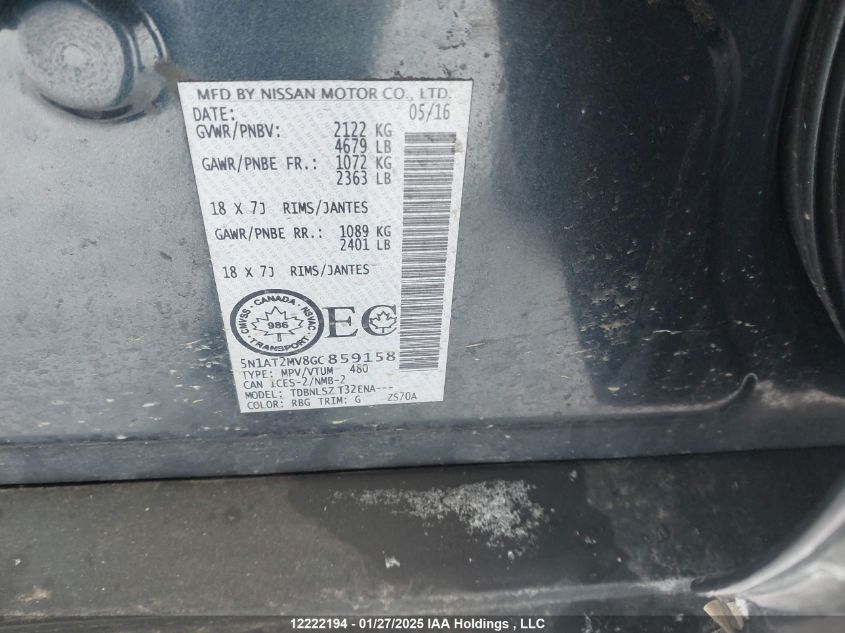 MFD BY NISSAN MOTOR CO., LTD.
DATE: 05/16
GVWR/PNBV: 2122 KG
4679 LB
GAWR/PNBE FR.: 1072 KG
2363 LB
18 X 7J RIMS/JANTES
GAWR/PNBE RR.: 1089 KG
2401 LB
18 X 7J RIMS/JANTES
CMVSS · CANADA · NSVAC
986
TRANSPORT
EC
5N1AT2MV8GC859158
TYPE: MPV/VTUM 480
CAN ICES-2/NMB-2
MODEL: TDBNLSZ T32ENA---
COLOR: RBG TRIM: G ZS70A
12222194 - 01/27/2025 IAA Holdings , LLC